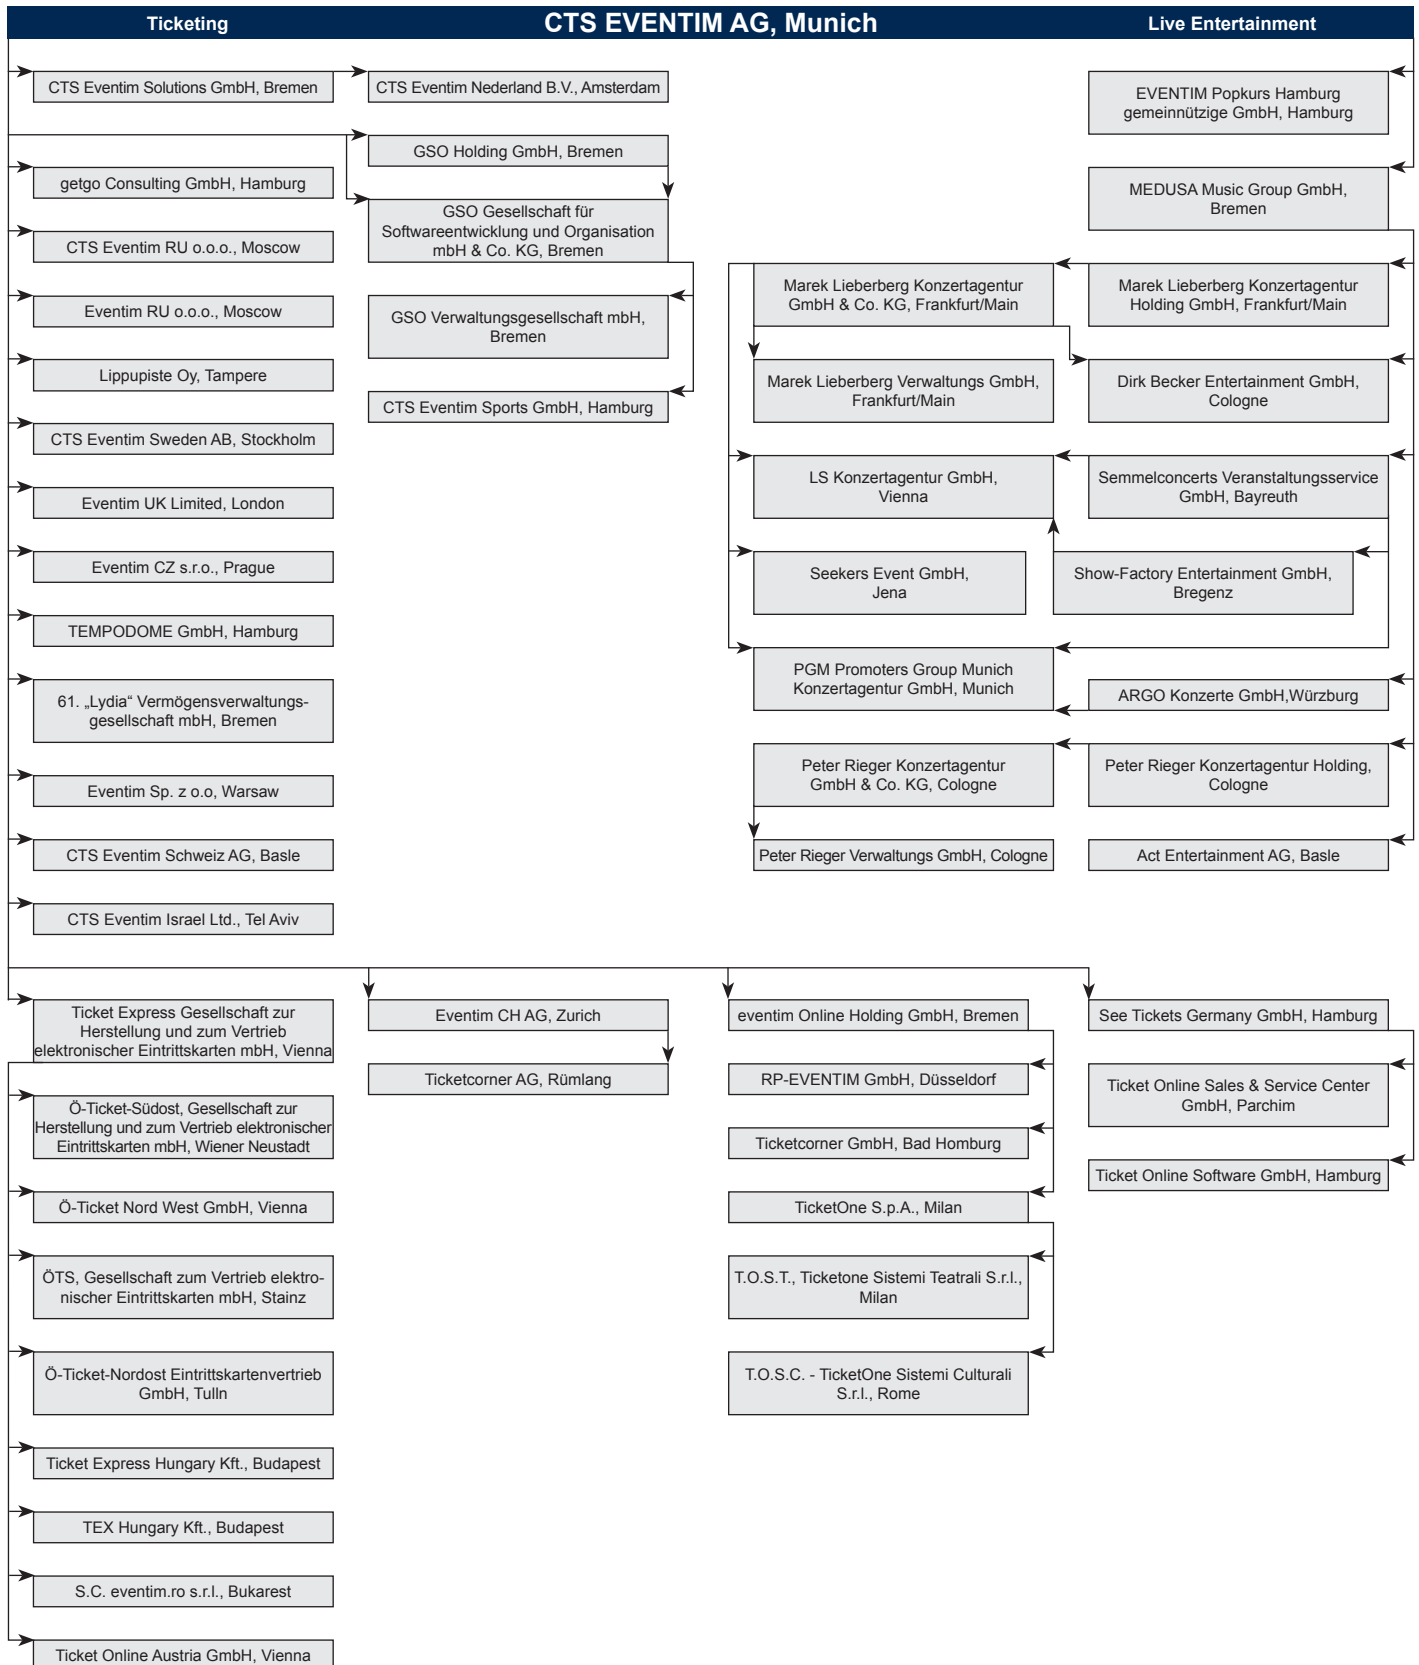 Ticketing
CTS EVENTIM AG, Munich
Live Entertainment
CTS Eventim Solutions GmbH, Bremen
CTS Eventim Nederland B.V., Amsterdam
EVENTIM Popkurs Hamburg
gemeinnützige GmbH, Hamburg
GSO Holding GmbH, Bremen
getgo Consulting GmbH, Hamburg
MEDUSA Music Group GmbH,
Bremen
GSO Gesellschaft für
Softwareentwicklung und Organisation
mbH & Co. KG, Bremen
CTS Eventim RU o.o.o., Moscow
Marek Lieberberg Konzertagentur
GmbH & Co. KG, Frankfurt/Main
Marek Lieberberg Konzertagentur
Holding GmbH, Frankfurt/Main
Eventim RU o.o.o., Moscow
GSO Verwaltungsgesellschaft mbH,
Bremen
Lippupiste Oy, Tampere
Marek Lieberberg Verwaltungs GmbH,
Frankfurt/Main
Dirk Becker Entertainment GmbH,
Cologne
CTS Eventim Sports GmbH, Hamburg
CTS Eventim Sweden AB, Stockholm
LS Konzertagentur GmbH,
Vienna
Semmelconcerts Veranstaltungsservice
GmbH, Bayreuth
Eventim UK Limited, London
Eventim CZ s.r.o., Prague
Seekers Event GmbH,
Jena
Show-Factory Entertainment GmbH,
Bregenz
TEMPODOME GmbH, Hamburg
PGM Promoters Group Munich
Konzertagentur GmbH, Munich
61. „Lydia“ Vermögensverwaltungs-
gesellschaft mbH, Bremen
ARGO Konzerte GmbH,Würzburg
Eventim Sp. z o.o, Warsaw
Peter Rieger Konzertagentur
GmbH & Co. KG, Cologne
Peter Rieger Konzertagentur Holding,
Cologne
CTS Eventim Schweiz AG, Basle
Peter Rieger Verwaltungs GmbH, Cologne
Act Entertainment AG, Basle
CTS Eventim Israel Ltd., Tel Aviv
Ticket Express Gesellschaft zur
Herstellung und zum Vertrieb
elektronischer Eintrittskarten mbH, Vienna
Eventim CH AG, Zurich
eventim Online Holding GmbH, Bremen
See Tickets Germany GmbH, Hamburg
Ticketcorner AG, Rümlang
RP-EVENTIM GmbH, Düsseldorf
Ticket Online Sales & Service Center
GmbH, Parchim
Ö-Ticket-Südost, Gesellschaft zur
Herstellung und zum Vertrieb elektronischer
Eintrittskarten mbH, Wiener Neustadt
Ticketcorner GmbH, Bad Homburg
Ticket Online Software GmbH, Hamburg
Ö-Ticket Nord West GmbH, Vienna
TicketOne S.p.A., Milan
ÖTS, Gesellschaft zum Vertrieb elektro-
nischer Eintrittskarten mbH, Stainz
T.O.S.T., Ticketone Sistemi Teatrali S.r.l.,
Milan
Ö-Ticket-Nordost Eintrittskartenvertrieb
GmbH, Tulln
T.O.S.C. - TicketOne Sistemi Culturali
S.r.l., Rome
Ticket Express Hungary Kft., Budapest
TEX Hungary Kft., Budapest
S.C. eventim.ro s.r.l., Bukarest
Ticket Online Austria GmbH, Vienna